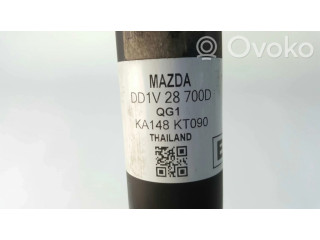 Ovoko
MAZDA
DD1V 28 700D
QG1
KA148 KT090
THAILAND
E